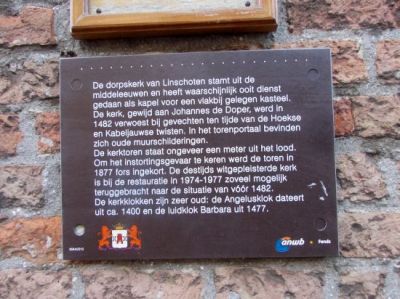 De dorpskerk van Linschoten stamt uit de
middeleeuwen en heeft waarschijnlijk ooit dienst
gedaan als kapel voor een vlakbij gelegen kasteel.
De kerk, gewijd aan Johannes de Doper, werd in
1482 verwoest bij gevechten ten tijde van de Hoekse
en Kabeljauwse twisten. In het torenportaal bevinden
zich oude muurschilderingen.
De kerktoren staat ongeveer een meter uit het lood.
Om het instortingsgevaar te keren werd de toren in
1877 fors ingekort. De destijds witgepleisterde kerk
is bij de restauratie in 1974-1977 zoveel mogelijk
teruggebracht naar de situatie van vóór 1482.
De kerkklokken zijn zeer oud: de Angelusklok dateert
uit ca. 1400 en de luidklok Barbara uit 1477.
anwb Fonds